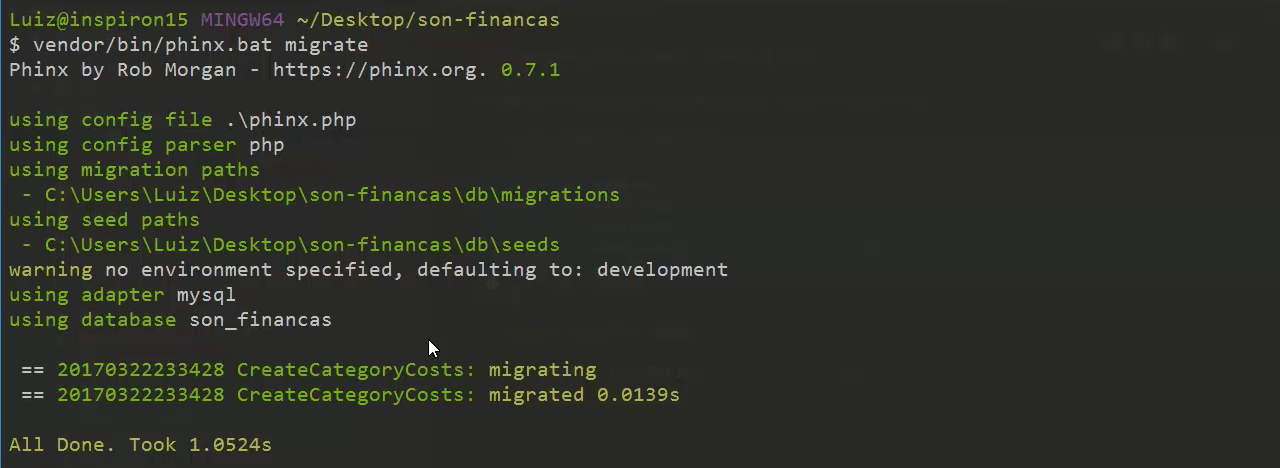 Luiz@inspiron15 MINGW64 ~/Desktop/son-financas
$ vendor/bin/phinx.bat migrate
Phinx by Rob Morgan - https://phinx.org. 0.7.1
using config file .\phinx.php
using config parser php
using migration paths
- C:\Users\Luiz\Desktop\son-financas\db\migrations
using seed paths
- C:\Users\Luiz\Desktop\son-financas\db\seeds
warning no environment specified, defaulting to: development
using adapter mysql
using database son_financas
== 20170322233428 CreateCategoryCosts: migrating
== 20170322233428 CreateCategoryCosts: migrated 0.0139s
All Done. Took 1.0524s